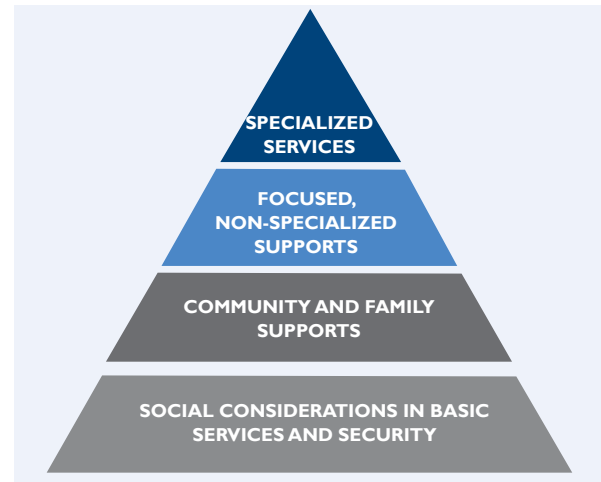 SPECIALIZED
SERVICES
FOCUSED,
NON-SPECIALIZED
SUPPORTS
COMMUNITY AND FAMILY
SUPPORTS
SOCIAL CONSIDERATIONS IN BASIC
SERVICES AND SECURITY